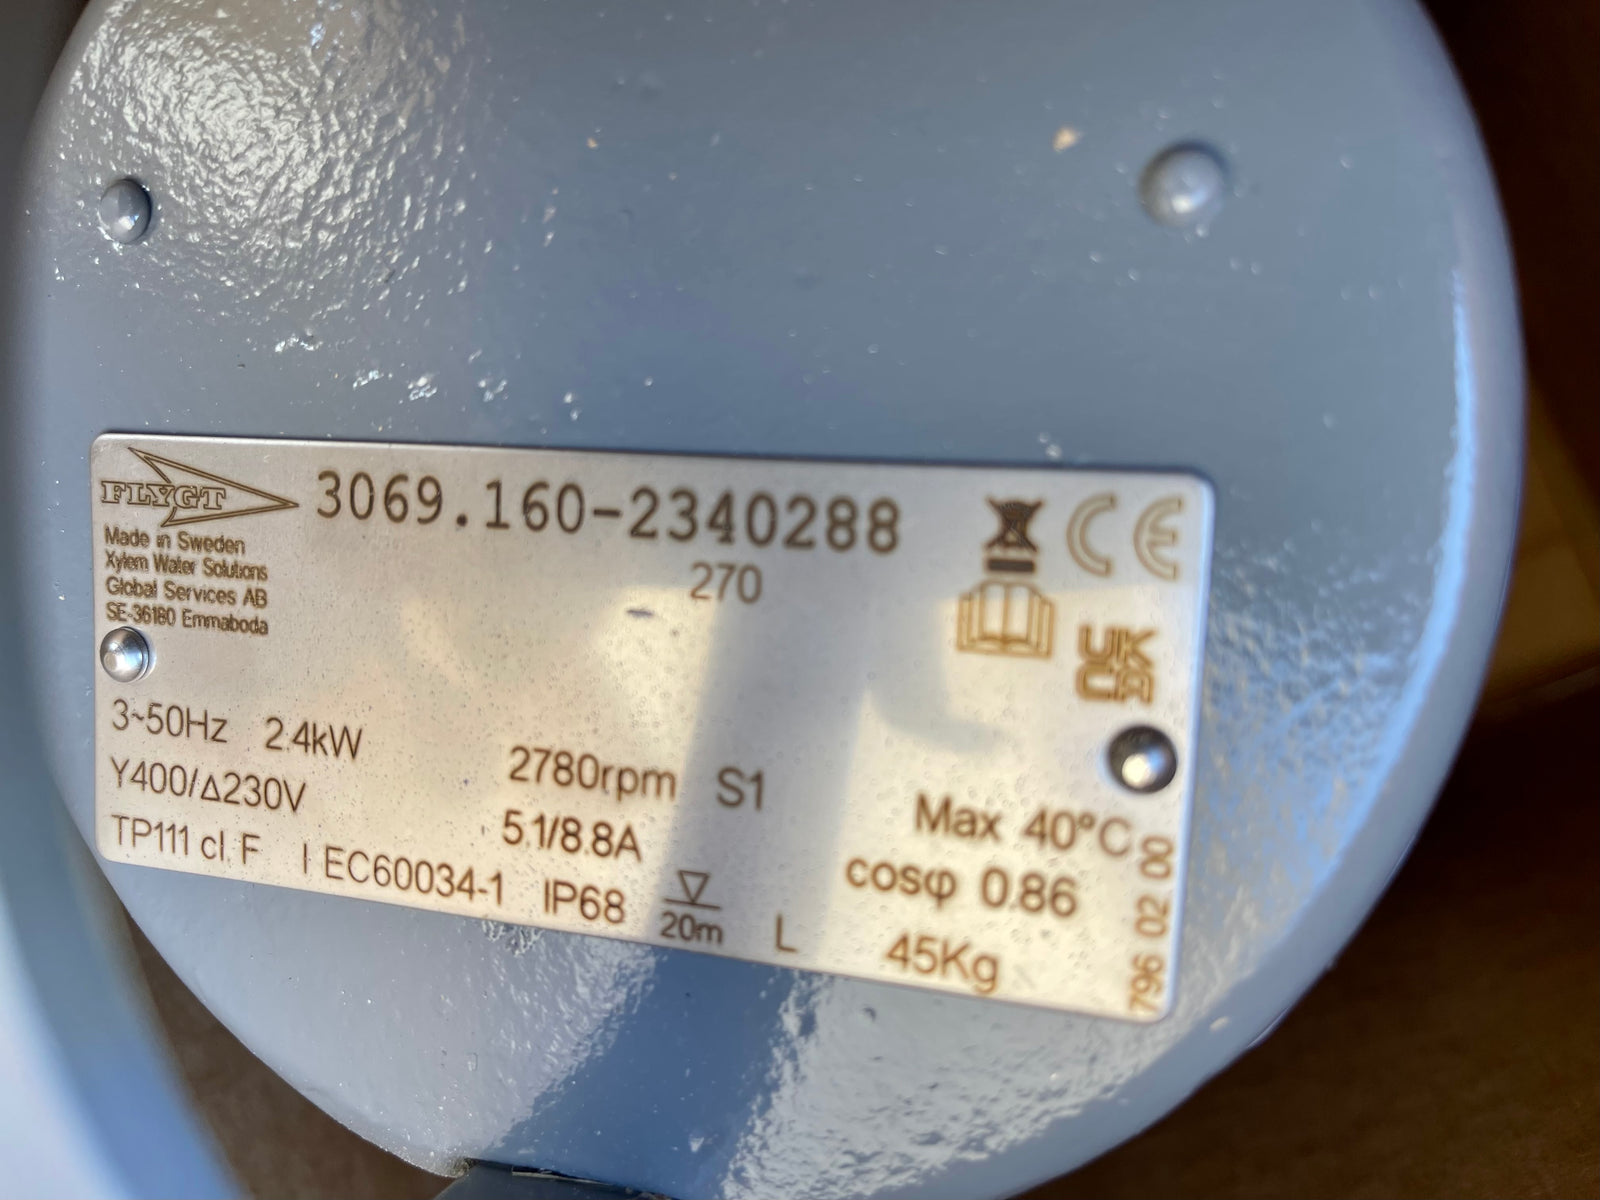 FLYGT
3069.160-2340288
270
Made in Sweden
Xylem Water Solutions
Global Services AB
SE-36180 Emmaboda
CE
UK CA
3~50Hz 2.4kW 2780rpm S1 Max 40°C
Y400/Δ230V 5.1/8.8A cosφ 0.86
TP111 cl. F IEC60034-1 IP68 20m L 45Kg
796 02 00